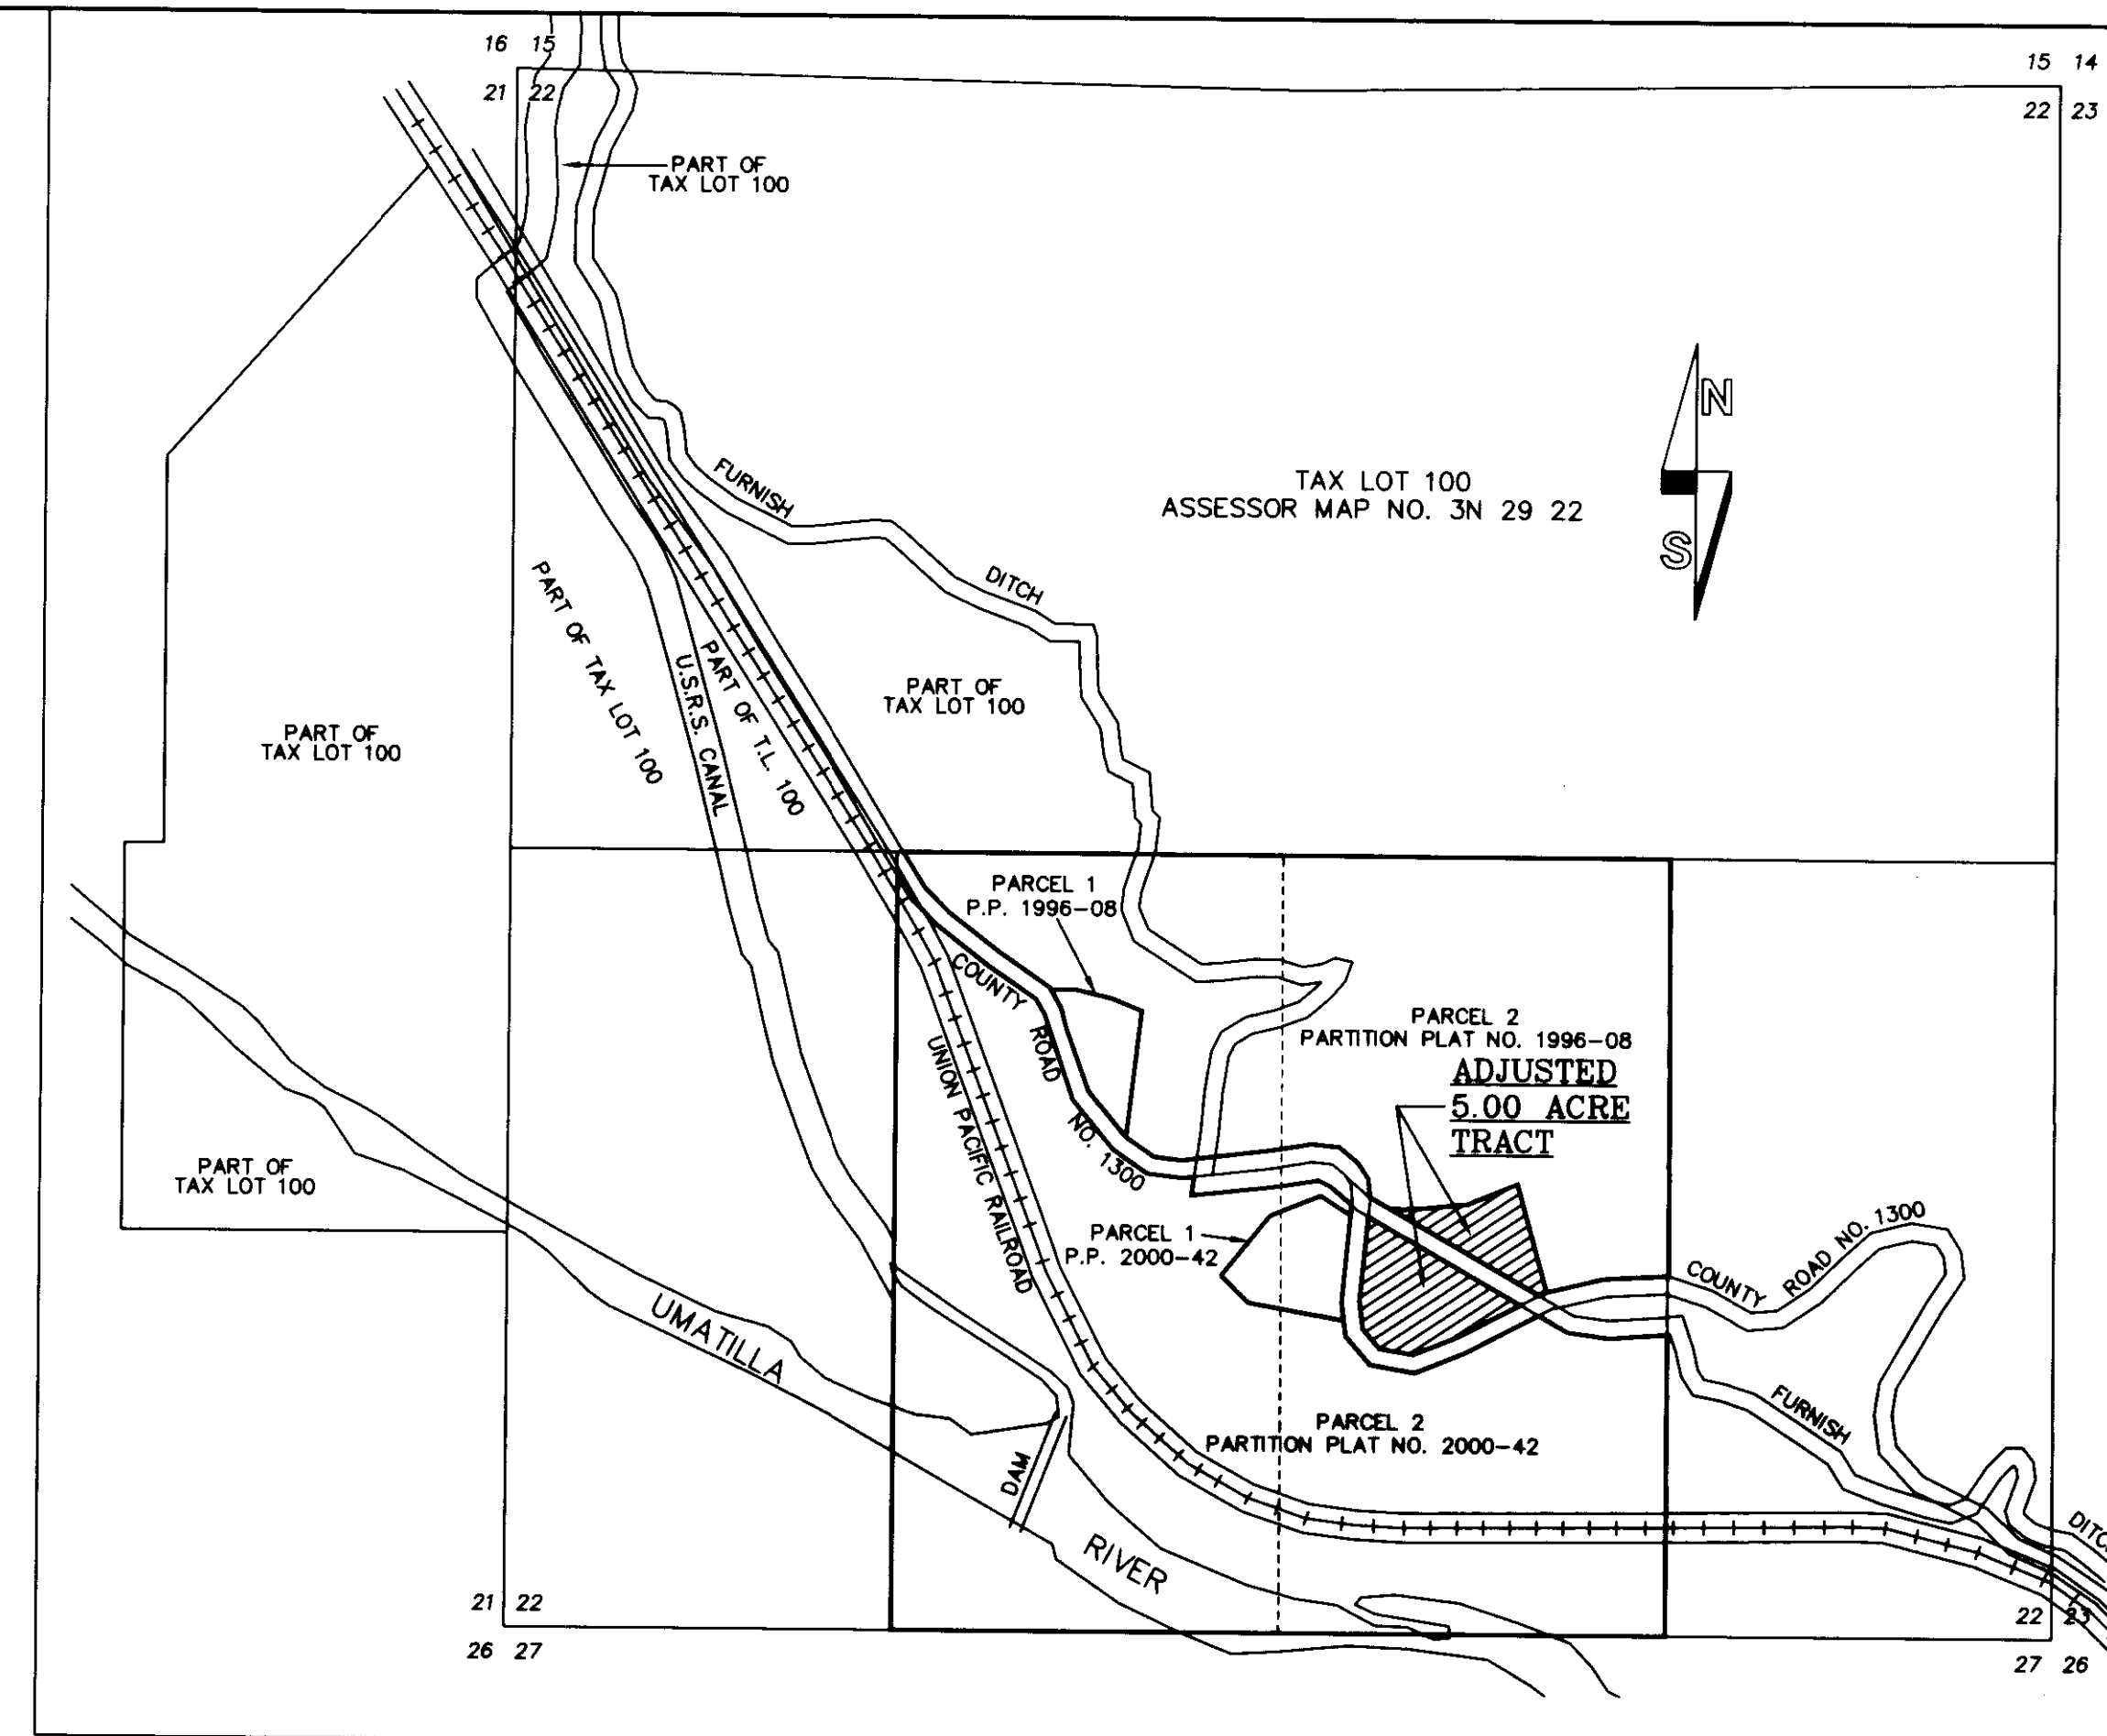 16 15
15 14
21 22
22 23
PART OF
TAX LOT 100
N
S
TAX LOT 100
ASSESSOR MAP NO. 3N 29 22
FURNISH
DITCH
PART OF TAX LOT 100
U.S.R.S. CANAL
PART OF T.L. 100
PART OF
TAX LOT 100
PART OF
TAX LOT 100
PARCEL 1
P.P. 1996-08
COUNTY ROAD NO. 1300
UNION PACIFIC RAILROAD
PARCEL 2
PARTITION PLAT NO. 1996-08
ADJUSTED
5.00 ACRE
TRACT
PART OF
TAX LOT 100
PARCEL 1
P.P. 2000-42
COUNTY ROAD NO. 1300
UMATILLA
RIVER
DAM
PARCEL 2
PARTITION PLAT NO. 2000-42
FURNISH
DITC
21 22
22 23
26 27
27 26